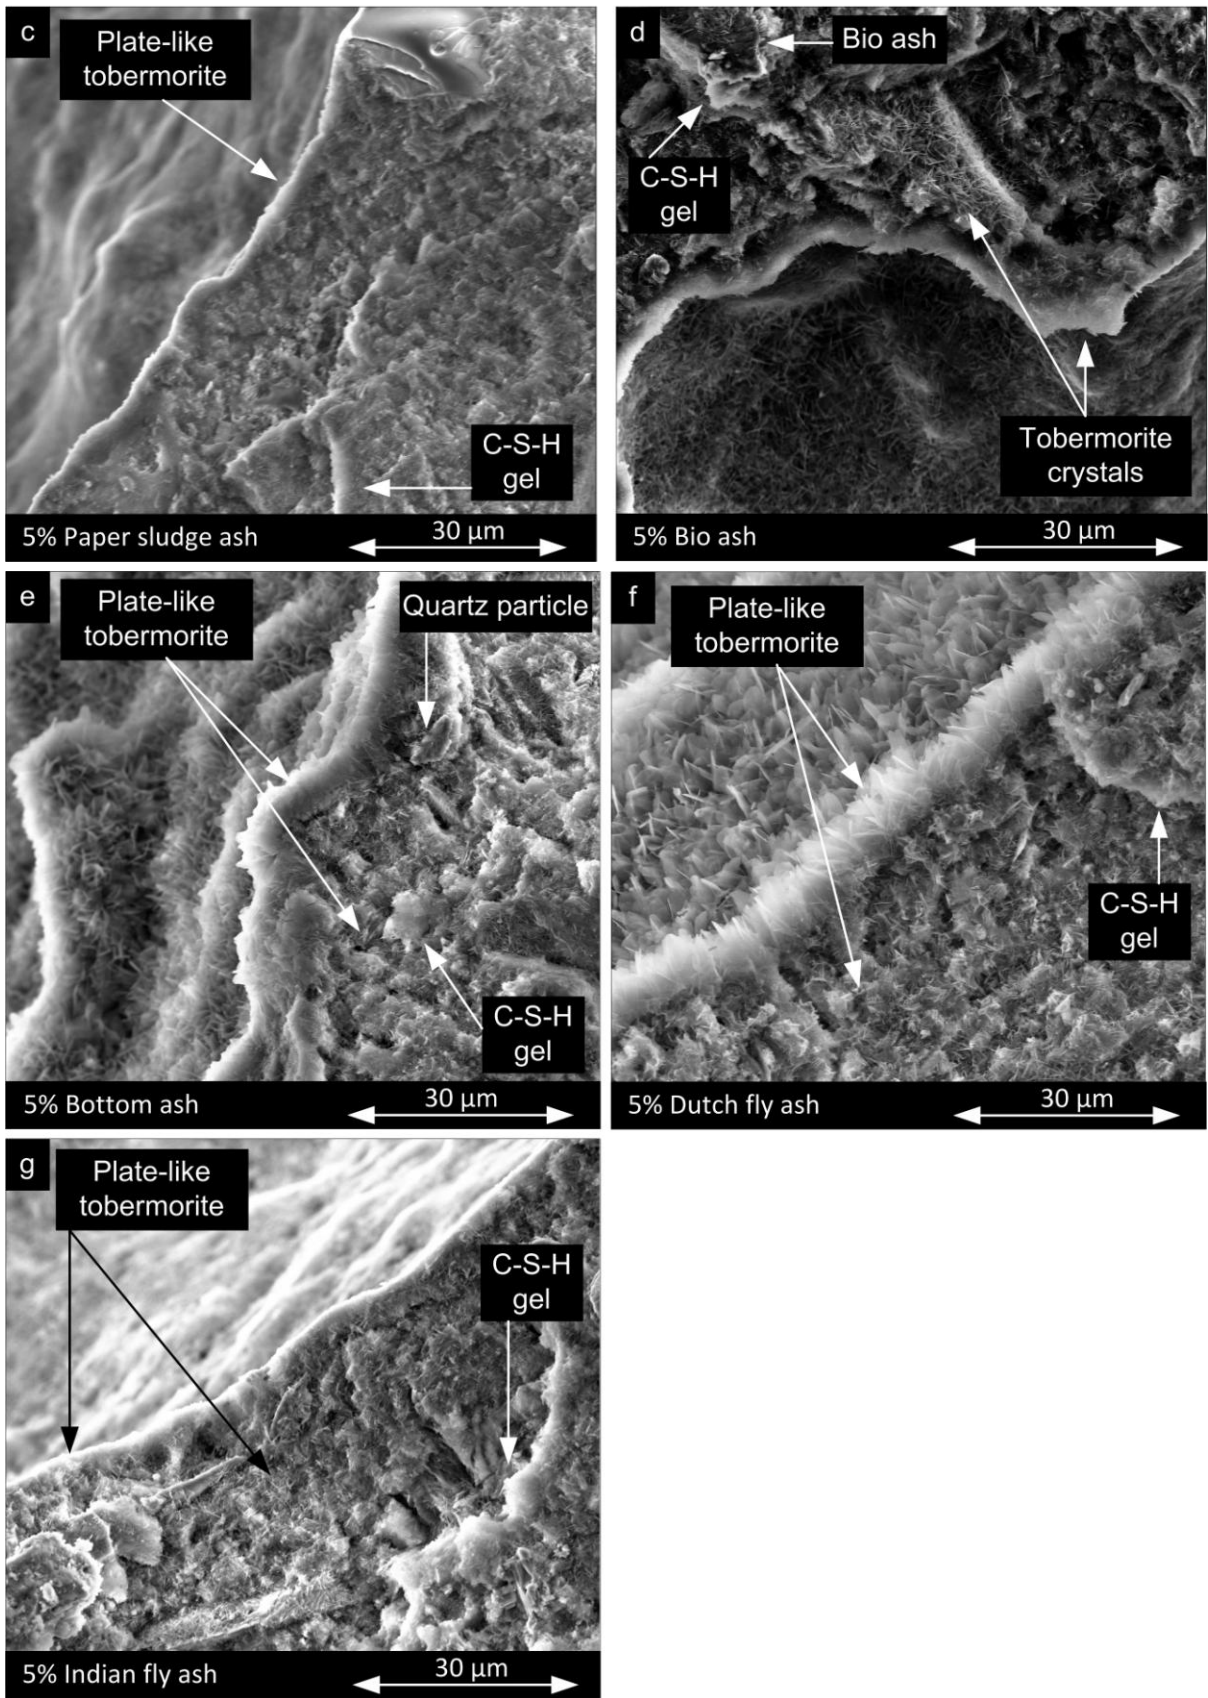 c
Plate-like
tobermorite
C-S-H
gel
5% Paper sludge ash
30 µm
d
Bio ash
C-S-H
gel
Tobermorite
crystals
5% Bio ash
30 µm
e
Plate-like
tobermorite
Quartz particle
C-S-H
gel
5% Bottom ash
30 µm
f
Plate-like
tobermorite
C-S-H
gel
5% Dutch fly ash
30 µm
g
Plate-like
tobermorite
C-S-H
gel
5% Indian fly ash
30 µm